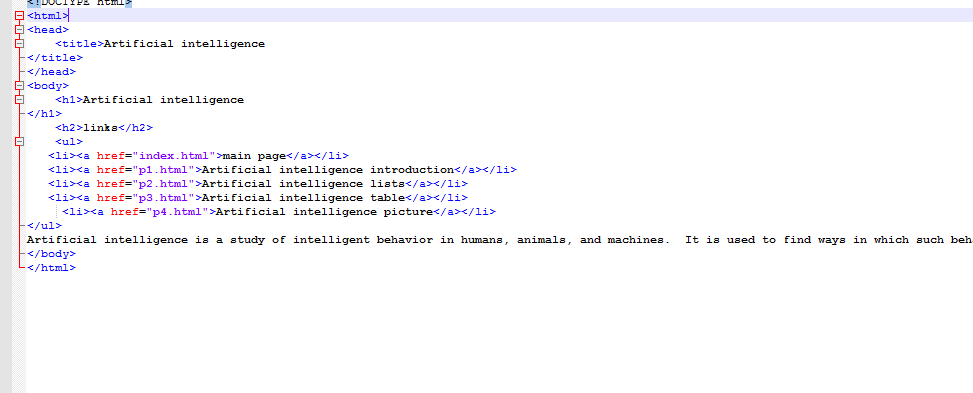 <!DOCTYPE html>
<html>
<head>
<title>Artificial intelligence
</title>
</head>
<body>
<h1>Artificial intelligence
</h1>
<h2>links</h2>
<ul>
<li><a href="index.html">main page</a></li>
<li><a href="p1.html">Artificial intelligence introduction</a></li>
<li><a href="p2.html">Artificial intelligence lists</a></li>
<li><a href="p3.html">Artificial intelligence table</a></li>
<li><a href="p4.html">Artificial intelligence picture</a></li>
</ul>
Artificial intelligence is a study of intelligent behavior in humans, animals, and machines.  It is used to find ways in which such beh
</body>
</html>